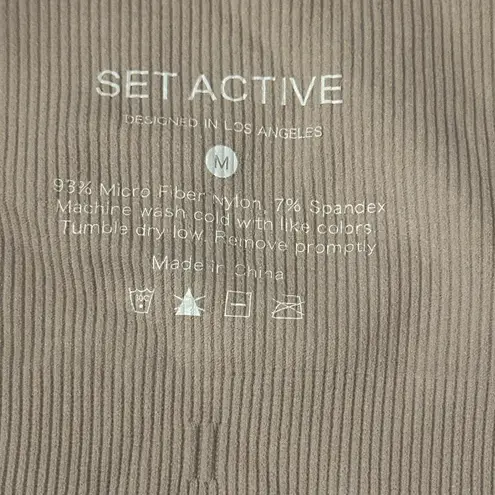 SET ACTIVE
DESIGNED IN LOS ANGELES
M
93% Micro Fiber Nylon, 7% Spandex
Machine wash cold with like colors.
Tumble dry low. Remove promptly
Made in China